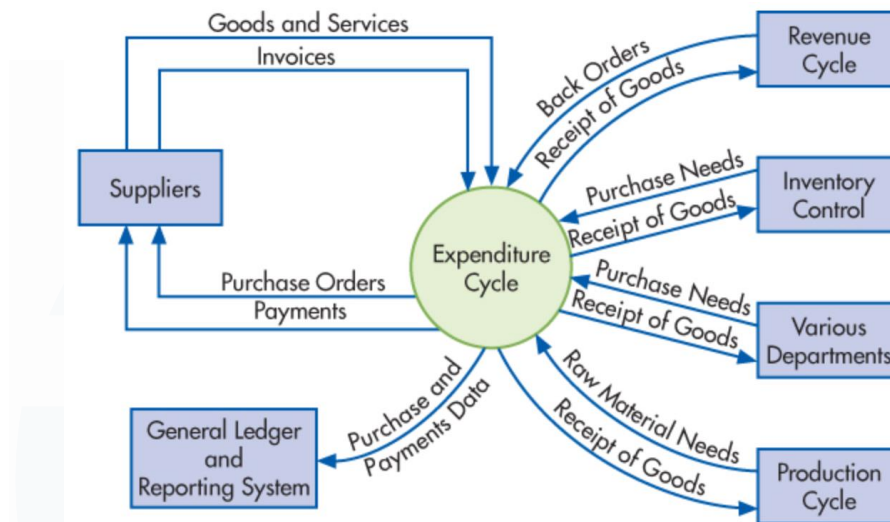 Goods and Services
Invoices
Suppliers
Purchase Orders
Payments
Expenditure
Cycle
Back Orders
Receipt of Goods
Revenue
Cycle
Purchase Needs
Receipt of Goods
Inventory
Control
Purchase Needs
Receipt of Goods
Various
Departments
Raw Material Needs
Receipt of Goods
Production
Cycle
Purchase and
Payments Data
General Ledger
and
Reporting System